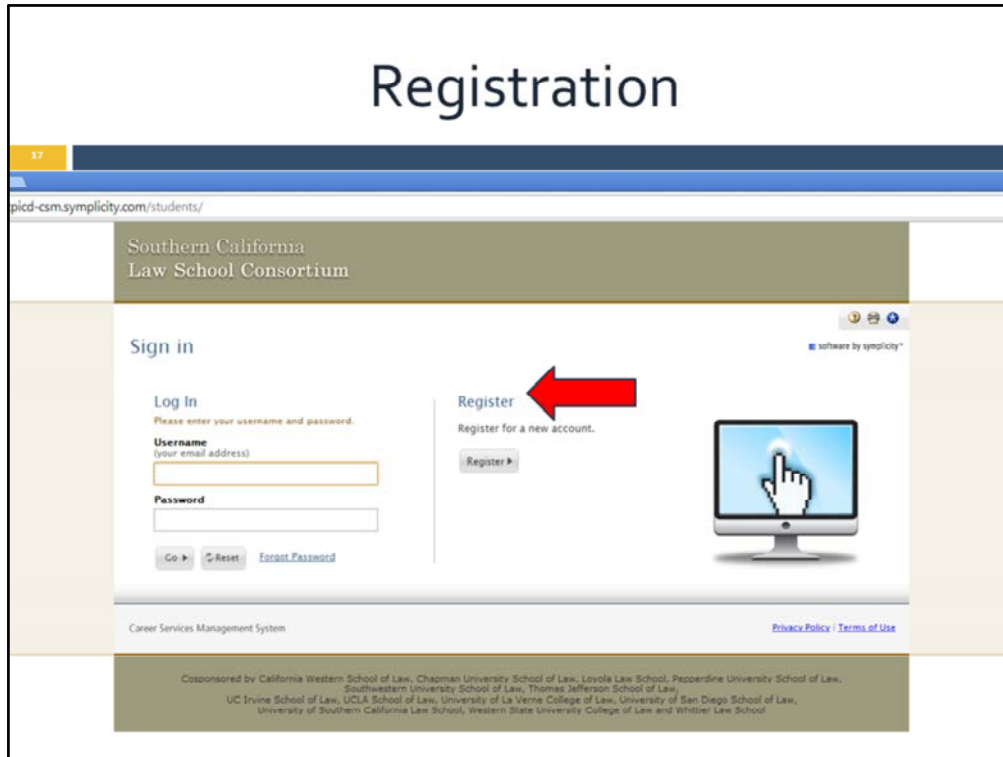 Registration
17
picd-csm.symplicity.com/students/
Southern California
Law School Consortium
Sign in
software by symplicity™
Log In
Please enter your username and password.
Username
(your email address)
Password
Go
Reset
Forgot Password
Register
Register for a new account.
Register
Career Services Management System
Privacy Policy | Terms of Use
Cosponsored by California Western School of Law, Chapman University School of Law, Loyola Law School, Pepperdine University School of Law,
Southwestern University School of Law, Thomas Jefferson School of Law,
UC Irvine School of Law, UCLA School of Law, University of La Verne College of Law, University of San Diego School of Law,
University of Southern California Law School, Western State University College of Law and Whittier Law School